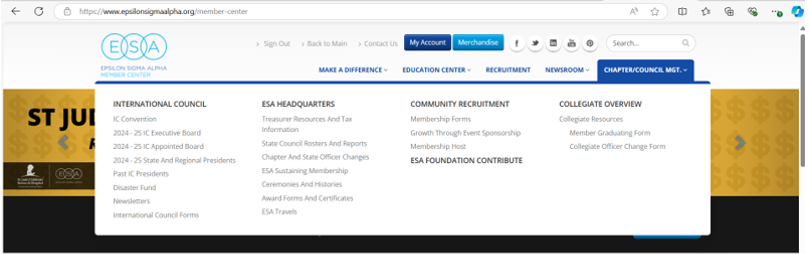 https://www.epsilonsigmaalpha.org/member-center
ESA
EPSILON SIGMA ALPHA
MEMBER CENTER
Sign Out
Back to Main
Contact Us
My Account
Merchandise
Search...
MAKE A DIFFERENCE
EDUCATION CENTER
RECRUITMENT
NEWSROOM
CHAPTER/COUNCIL MGT.
ST JUD
INTERNATIONAL COUNCIL
IC Convention
2024 - 25 IC Executive Board
2024 - 25 IC Appointed Board
2024 - 25 State And Regional Presidents
Past IC Presidents
Disaster Fund
Newsletters
International Council Forms
ESA HEADQUARTERS
Treasurer Resources And Tax
Information
State Council Rosters And Reports
Chapter And State Officer Changes
ESA Sustaining Membership
Ceremonies And Histories
Award Forms And Certificates
ESA Travels
COMMUNITY RECRUITMENT
Membership Forms
Growth Through Event Sponsorship
Membership Host
ESA FOUNDATION CONTRIBUTE
COLLEGIATE OVERVIEW
Collegiate Resources
Member Graduating Form
Collegiate Officer Change Form